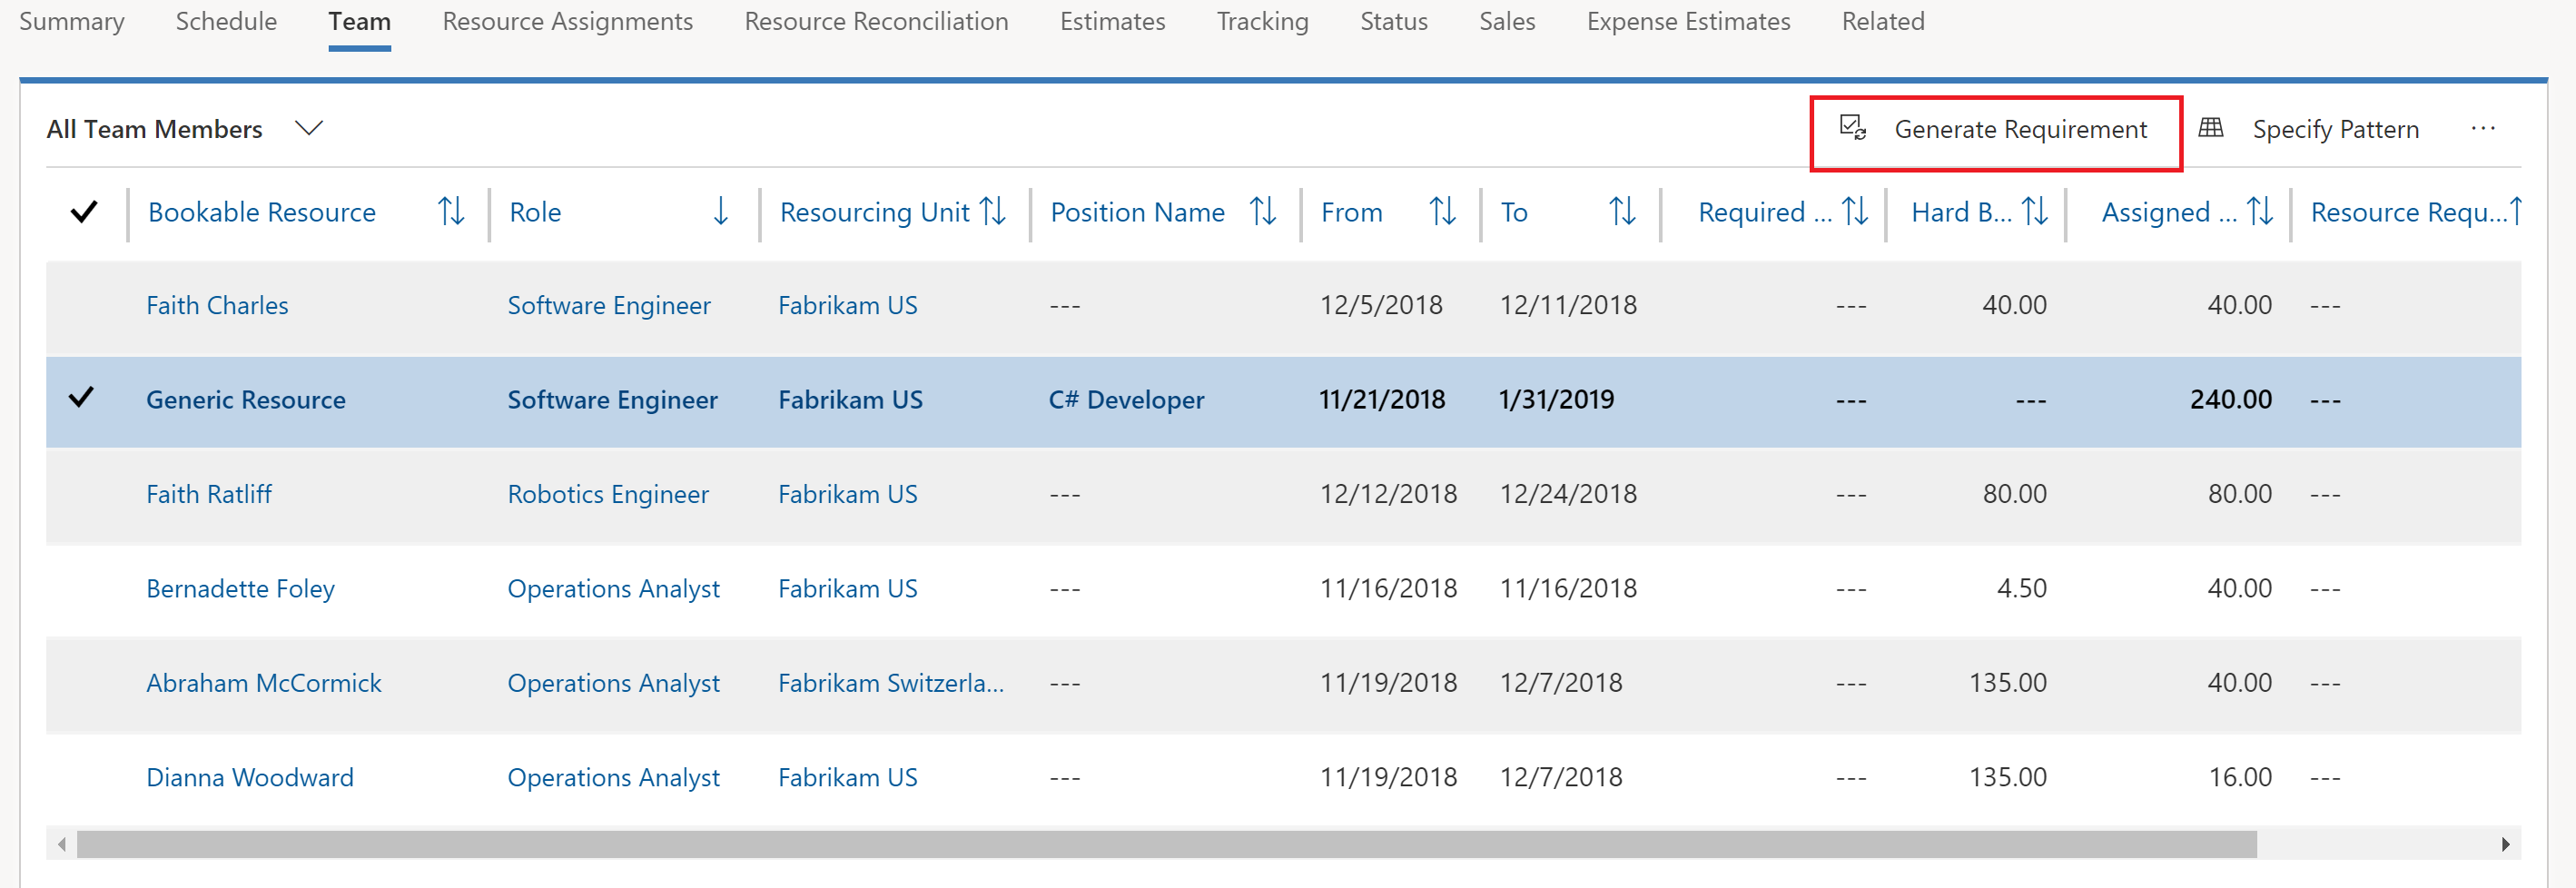 Summary Schedule Team Resource Assignments Resource Reconciliation Estimates Tracking Status Sales Expense Estimates Related
All Team Members Generate Requirement Specify Pattern ...
Bookable Resource Role Resourcing Unit Position Name From To Required ... Hard B... Assigned ... Resource Requ...
Faith Charles Software Engineer Fabrikam US --- 12/5/2018 12/11/2018 --- 40.00 40.00 ---
Generic Resource Software Engineer Fabrikam US C# Developer 11/21/2018 1/31/2019 --- --- 240.00 ---
Faith Ratliff Robotics Engineer Fabrikam US --- 12/12/2018 12/24/2018 --- 80.00 80.00 ---
Bernadette Foley Operations Analyst Fabrikam US --- 11/16/2018 11/16/2018 --- 4.50 40.00 ---
Abraham McCormick Operations Analyst Fabrikam Switzerla... --- 11/19/2018 12/7/2018 --- 135.00 40.00 ---
Dianna Woodward Operations Analyst Fabrikam US --- 11/19/2018 12/7/2018 --- 135.00 16.00 ---